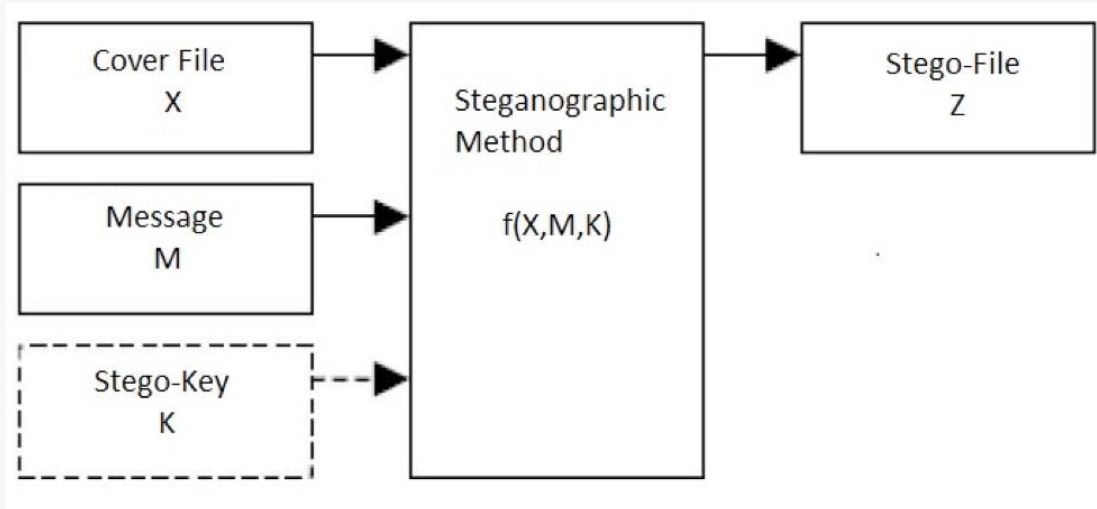 Cover File
X
Message
M
Stego-Key
K
Steganographic
Method
f(X,M,K)
Stego-File
Z